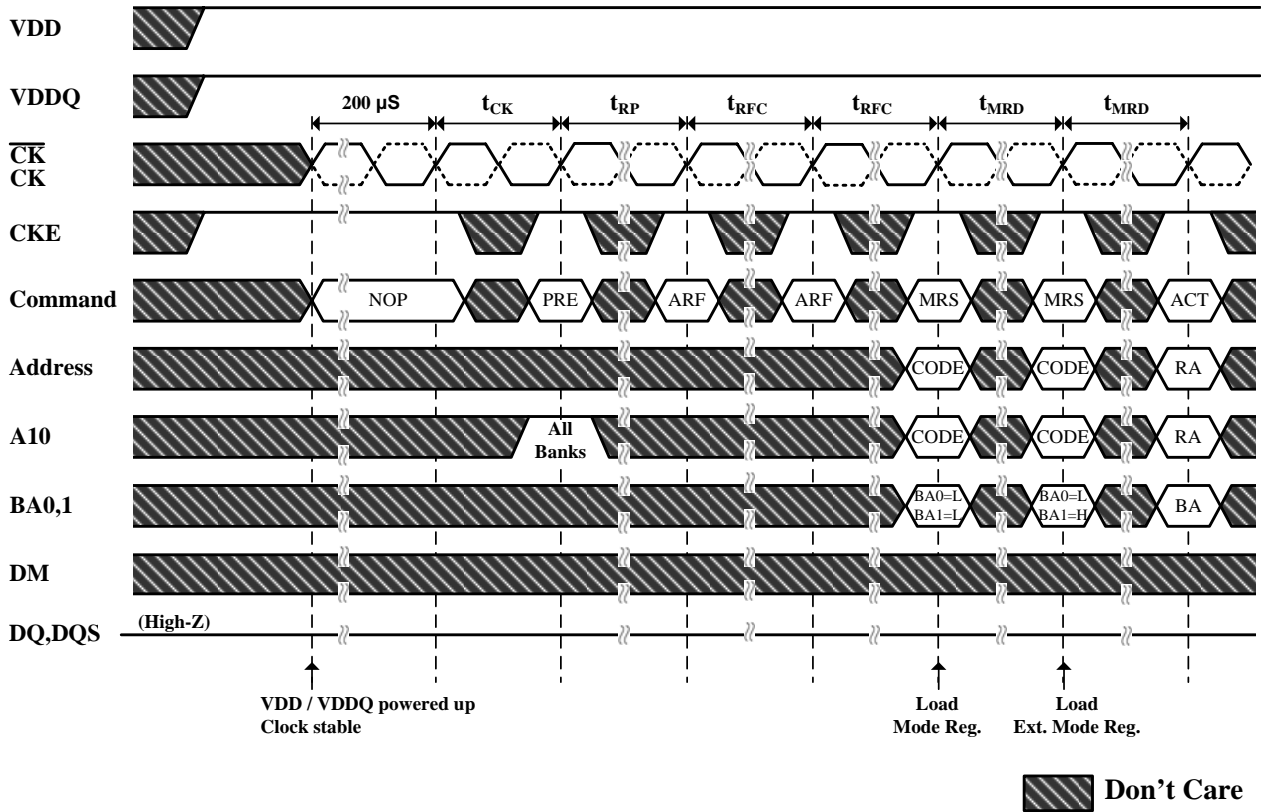 VDD
VDDQ
200 µS tCK tRP tRFC tRFC tMRD tMRD
CK
CK
CKE
Command NOP PRE ARF ARF MRS MRS ACT
Address CODE CODE RA
A10 All Banks CODE CODE RA
BA0,1 BA0=L BA1=L BA0=L BA1=H BA
DM
DQ,DQS (High-Z)
VDD / VDDQ powered up
Clock stable
Load
Mode Reg.
Load
Ext. Mode Reg.
Don't Care